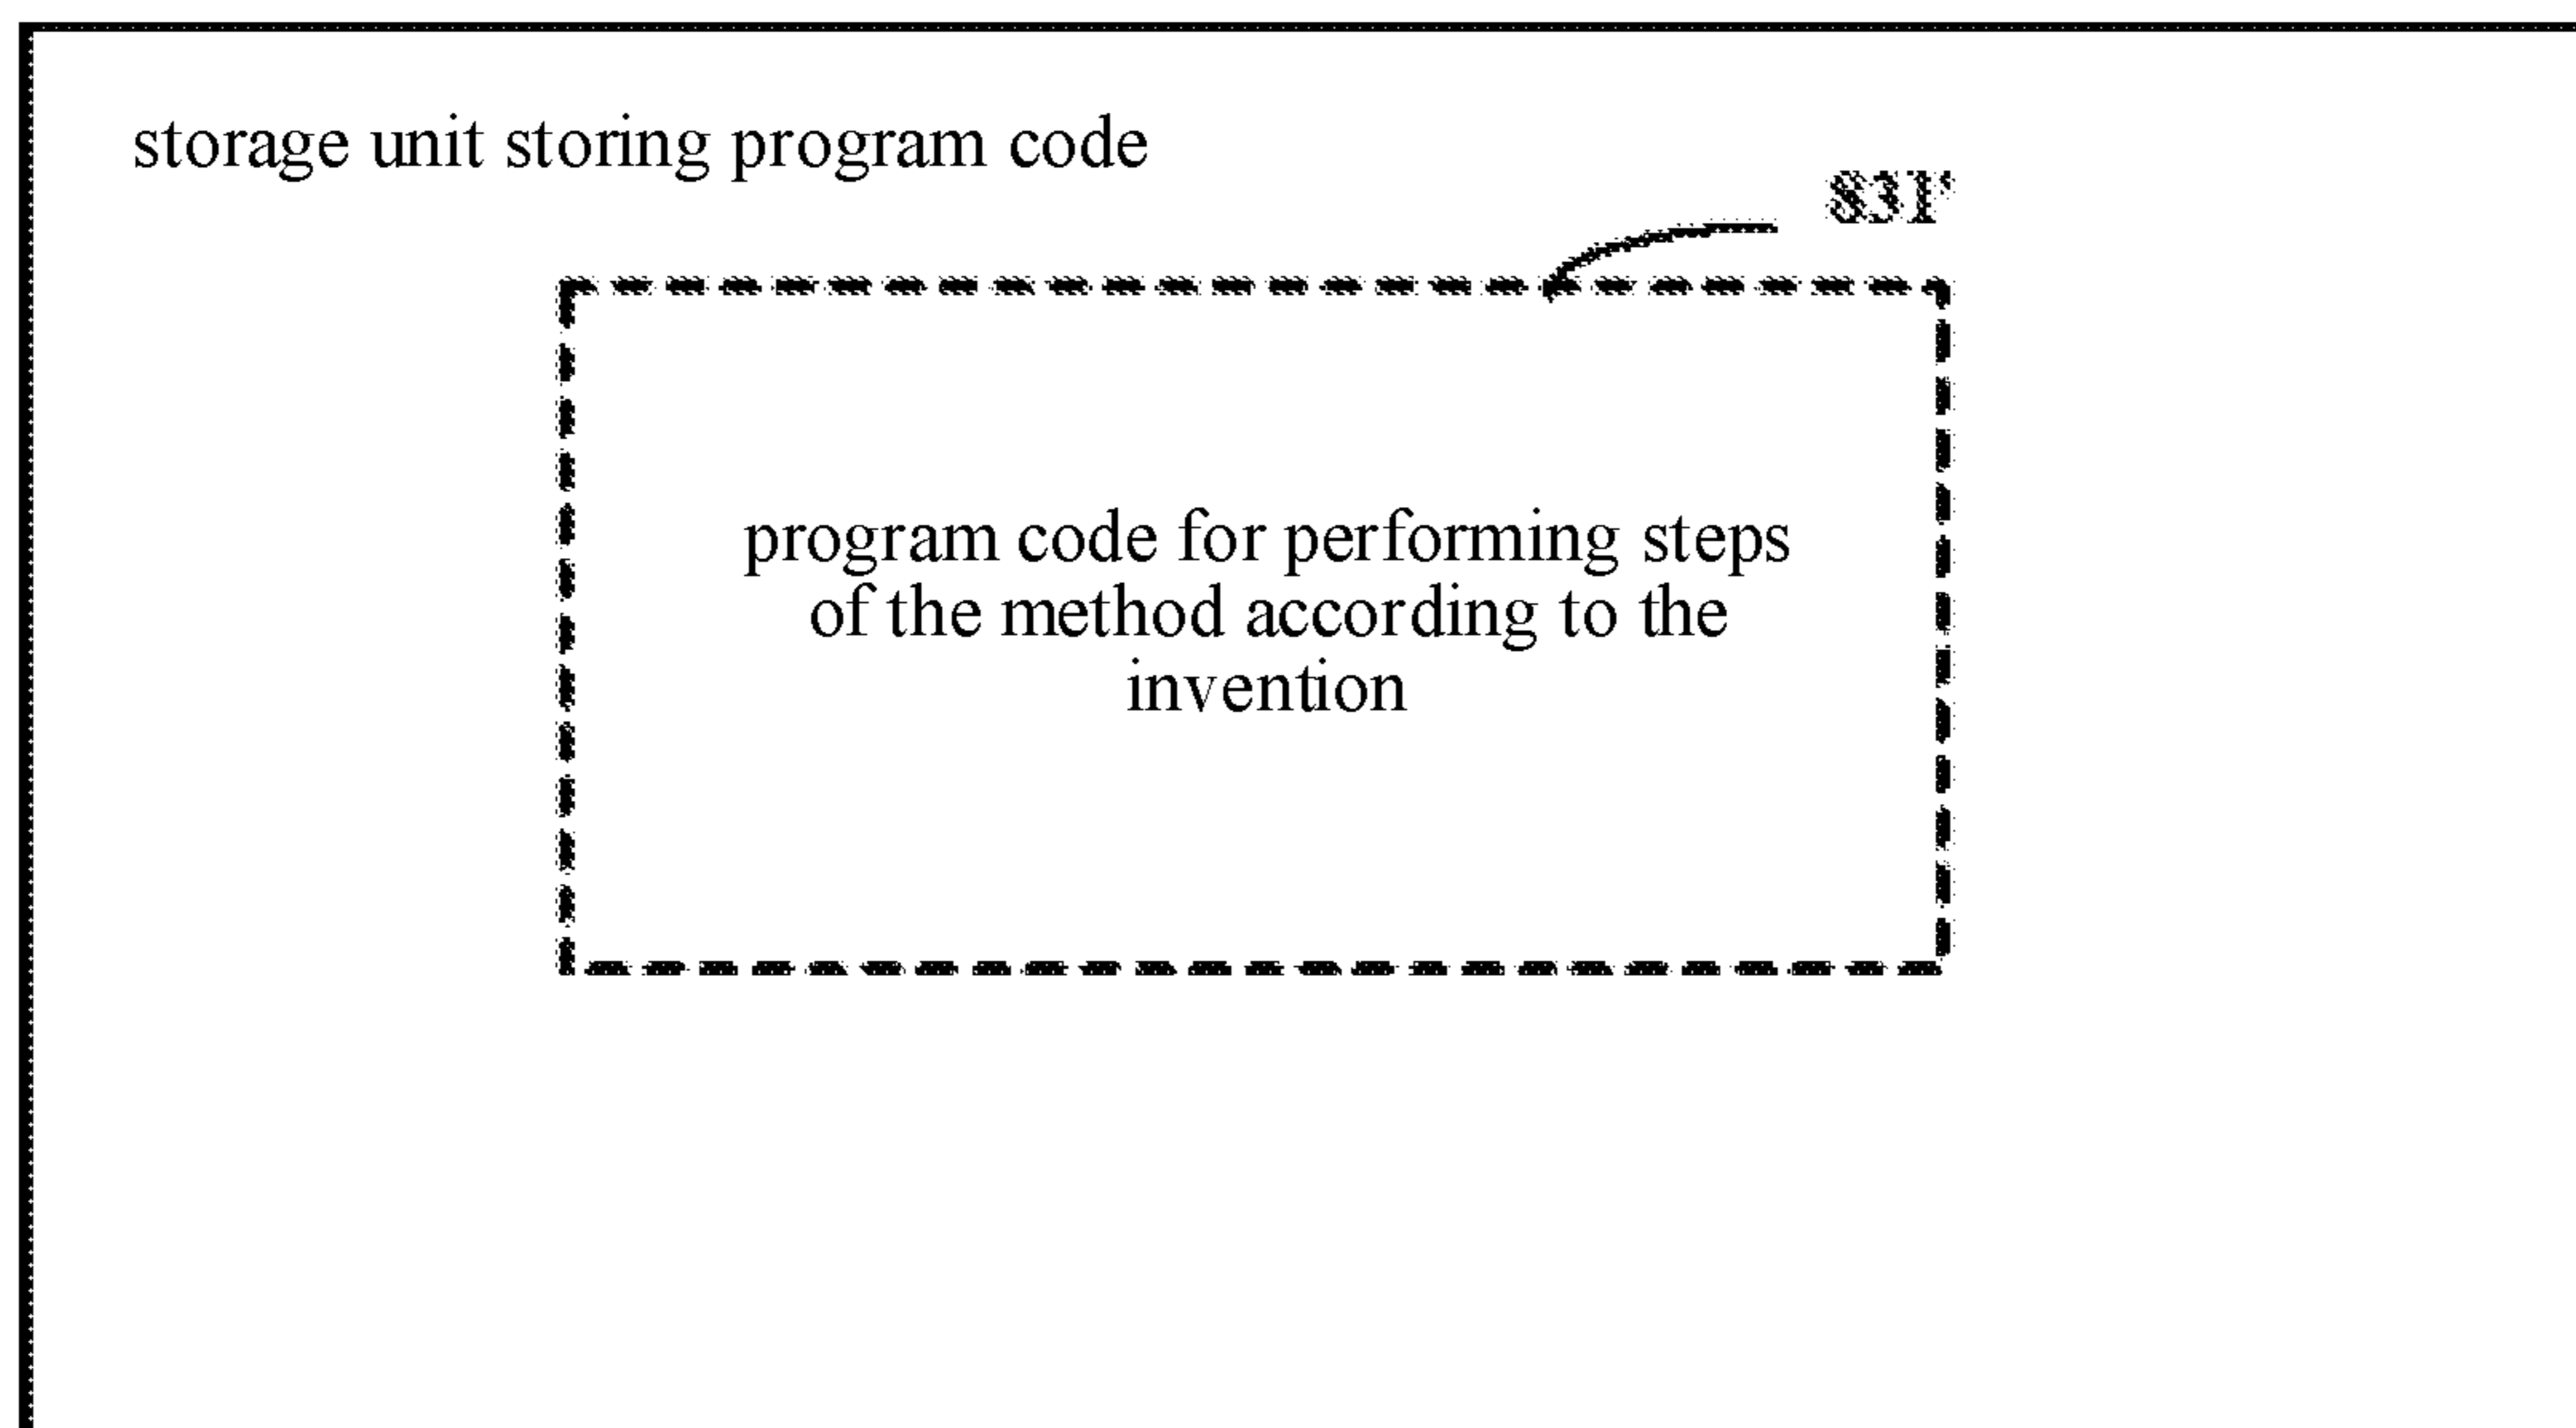 storage unit storing program code
831'
program code for performing steps
of the method according to the
invention